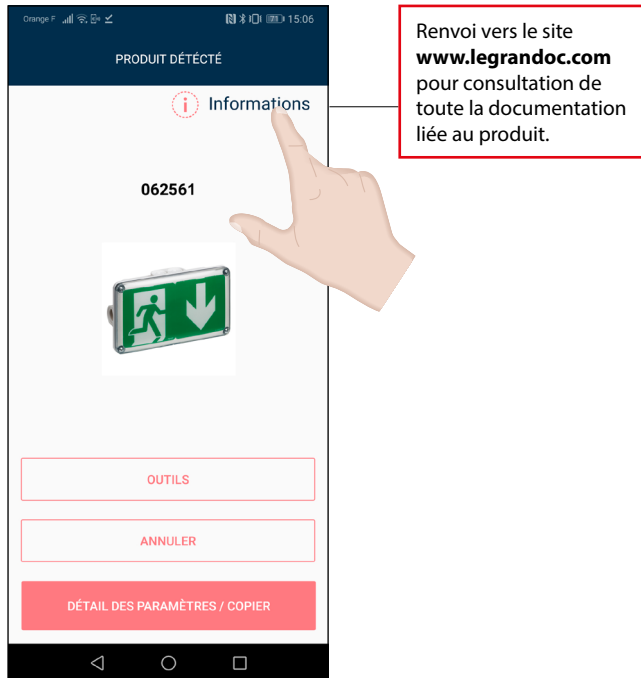 Orange F 15:06
PRODUIT DÉTÉCTÉ
i Informations
Renvoi vers le site
www.legrandoc.com
pour consultation de
toute la documentation
liée au produit.
062561
OUTILS
ANNULER
DÉTAIL DES PARAMÈTRES / COPIER